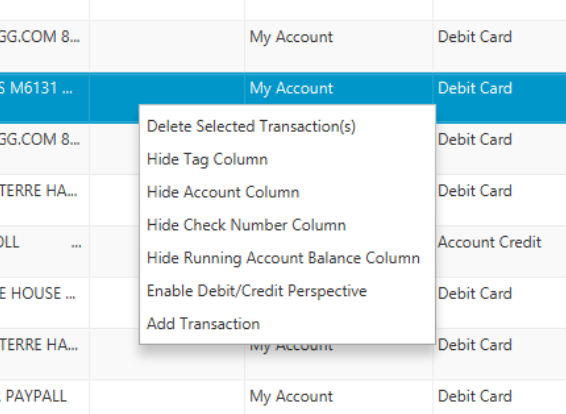 GG.COM 8... My Account Debit Card
S M6131 ... My Account Debit Card
Delete Selected Transaction(s)
GG.COM 8... Debit Card
Hide Tag Column
TERRE HA... Hide Account Column Debit Card
Hide Check Number Column
OLL ... Account Credit
Hide Running Account Balance Column
E HOUSE ... Enable Debit/Credit Perspective Debit Card
Add Transaction
TERRE HA... My Account Debit Card
PAYPALL My Account Debit Card